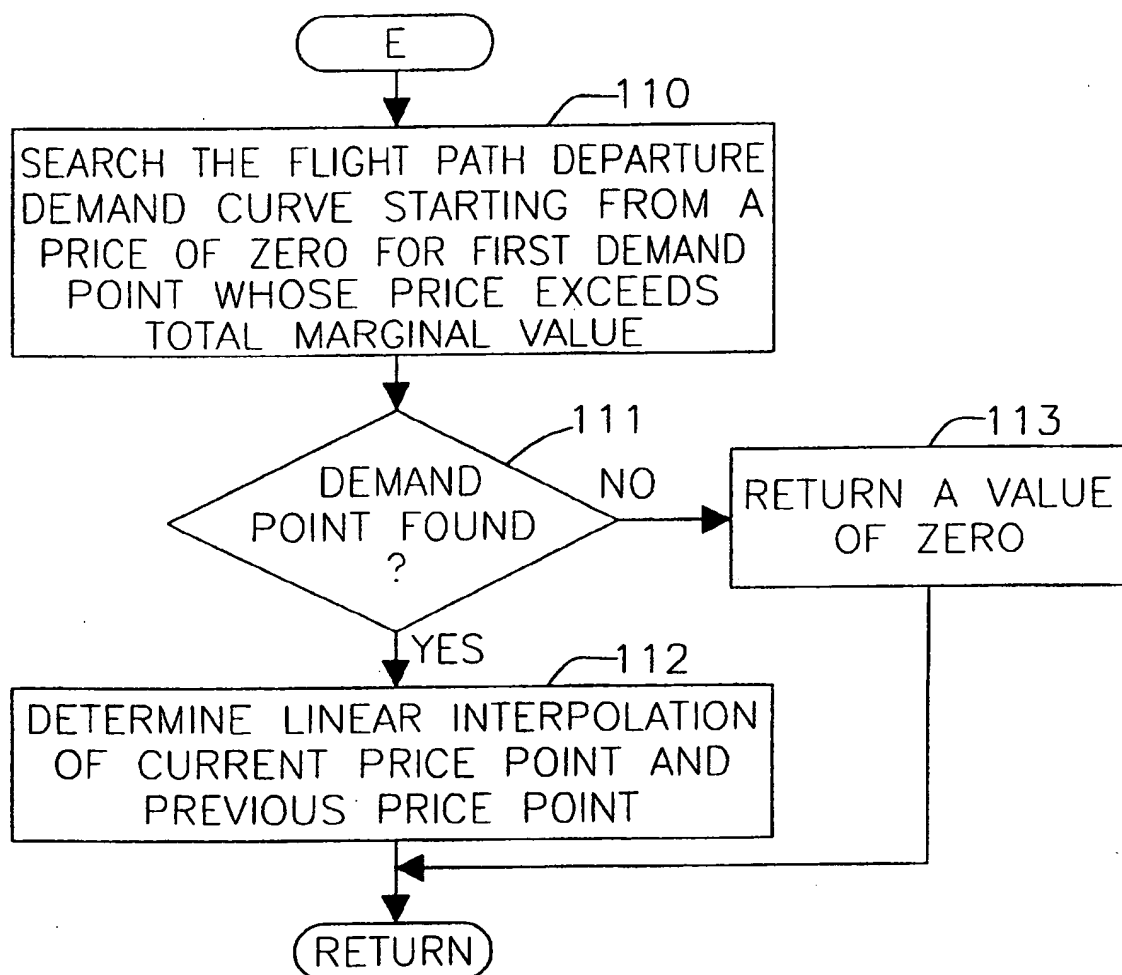 E
110
SEARCH THE FLIGHT PATH DEPARTURE
DEMAND CURVE STARTING FROM A
PRICE OF ZERO FOR FIRST DEMAND
POINT WHOSE PRICE EXCEEDS
TOTAL MARGINAL VALUE
111
DEMAND
POINT FOUND
?
NO
113
RETURN A VALUE
OF ZERO
YES
112
DETERMINE LINEAR INTERPOLATION
OF CURRENT PRICE POINT AND
PREVIOUS PRICE POINT
RETURN